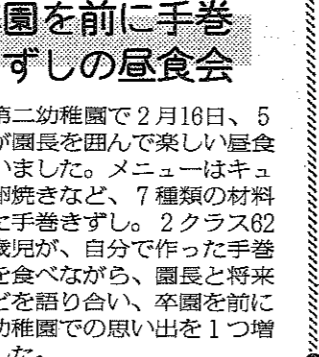 園を前に手巻
ずしの昼食会
第二幼稚園で2月16日、5
が園長を囲んで楽しい昼食
いました。メニューはキュ
卵焼きなど、7種類の材料
た手巻きずし。2クラス62
歳児が、自分で作った手巻
を食べながら、園長と将来
どを語り合い、卒園を前に
幼稚園での思い出を1つ増
した。